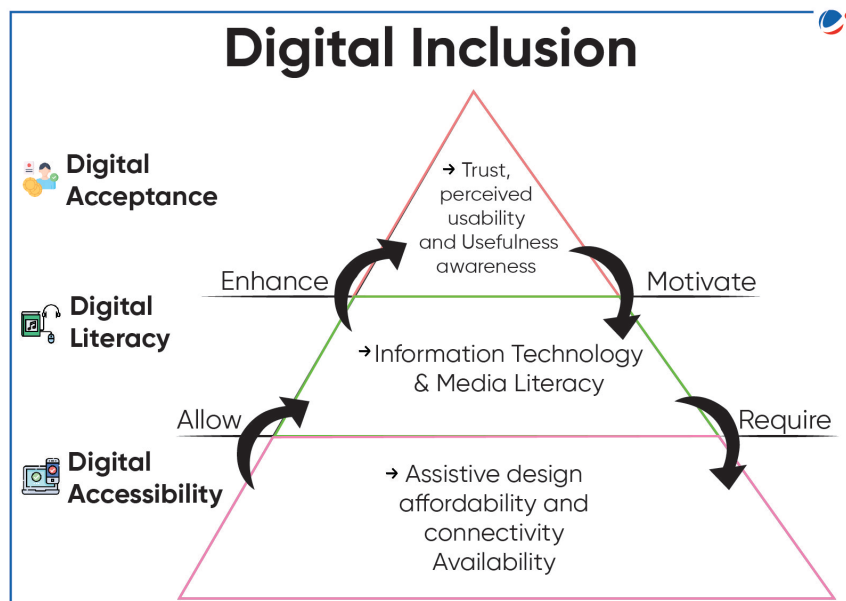 Digital Inclusion
Digital
Acceptance
→ Trust,
perceived
usability
and Usefulness
awareness
Enhance
Motivate
Digital
Literacy
→ Information Technology
& Media Literacy
Allow
Require
Digital
Accessibility
→ Assistive design
affordability and
connectivity
Availability